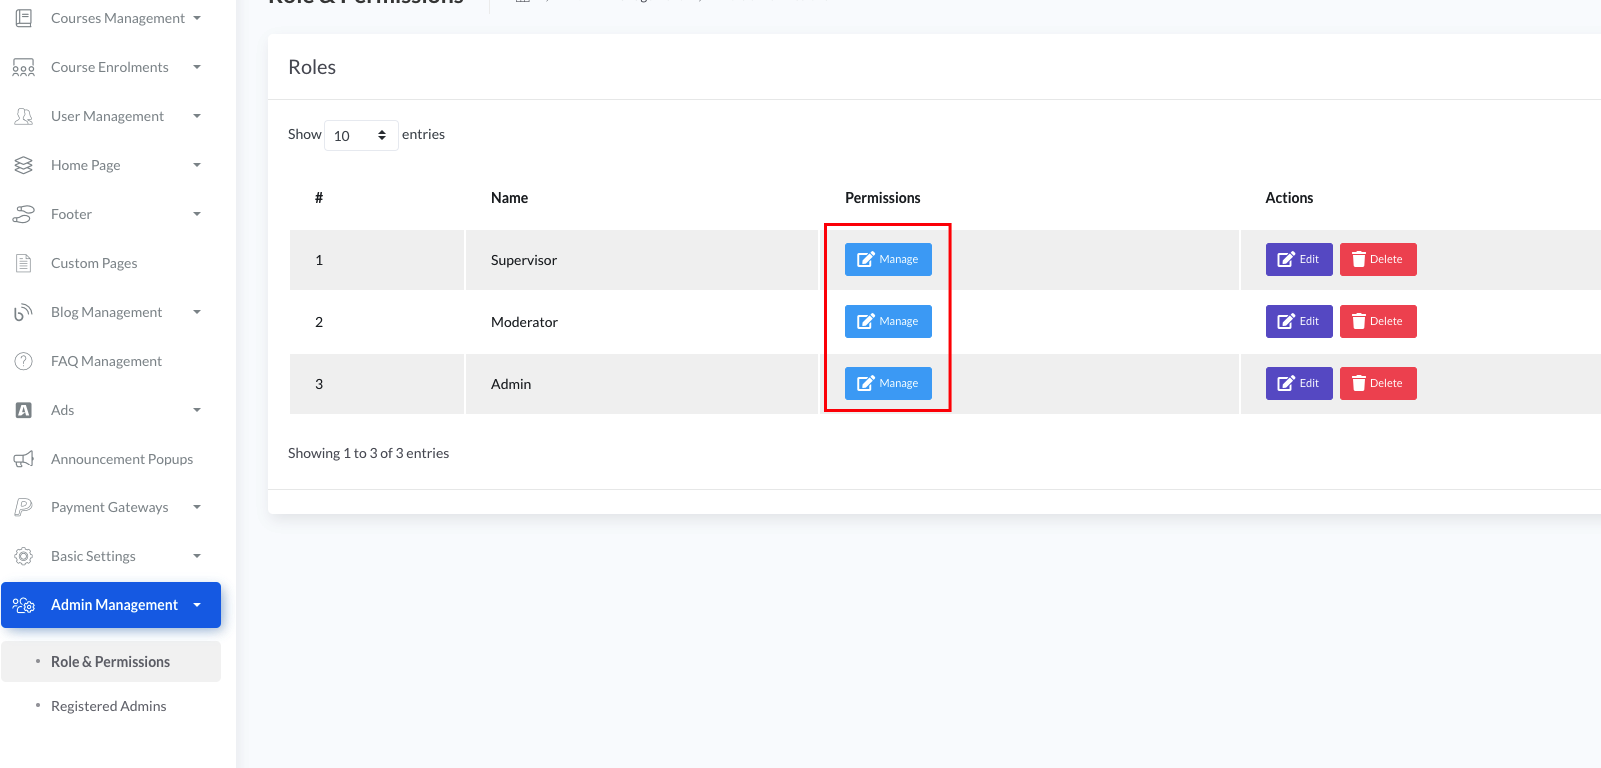 Role & Permissions
Courses Management
Course Enrolments
User Management
Home Page
Footer
Custom Pages
Blog Management
FAQ Management
Ads
Announcement Popups
Payment Gateways
Basic Settings
Admin Management
Role & Permissions
Registered Admins
Roles
Show 10 entries
# Name Permissions Actions
1 Supervisor Manage Edit Delete
2 Moderator Manage Edit Delete
3 Admin Manage Edit Delete
Showing 1 to 3 of 3 entries